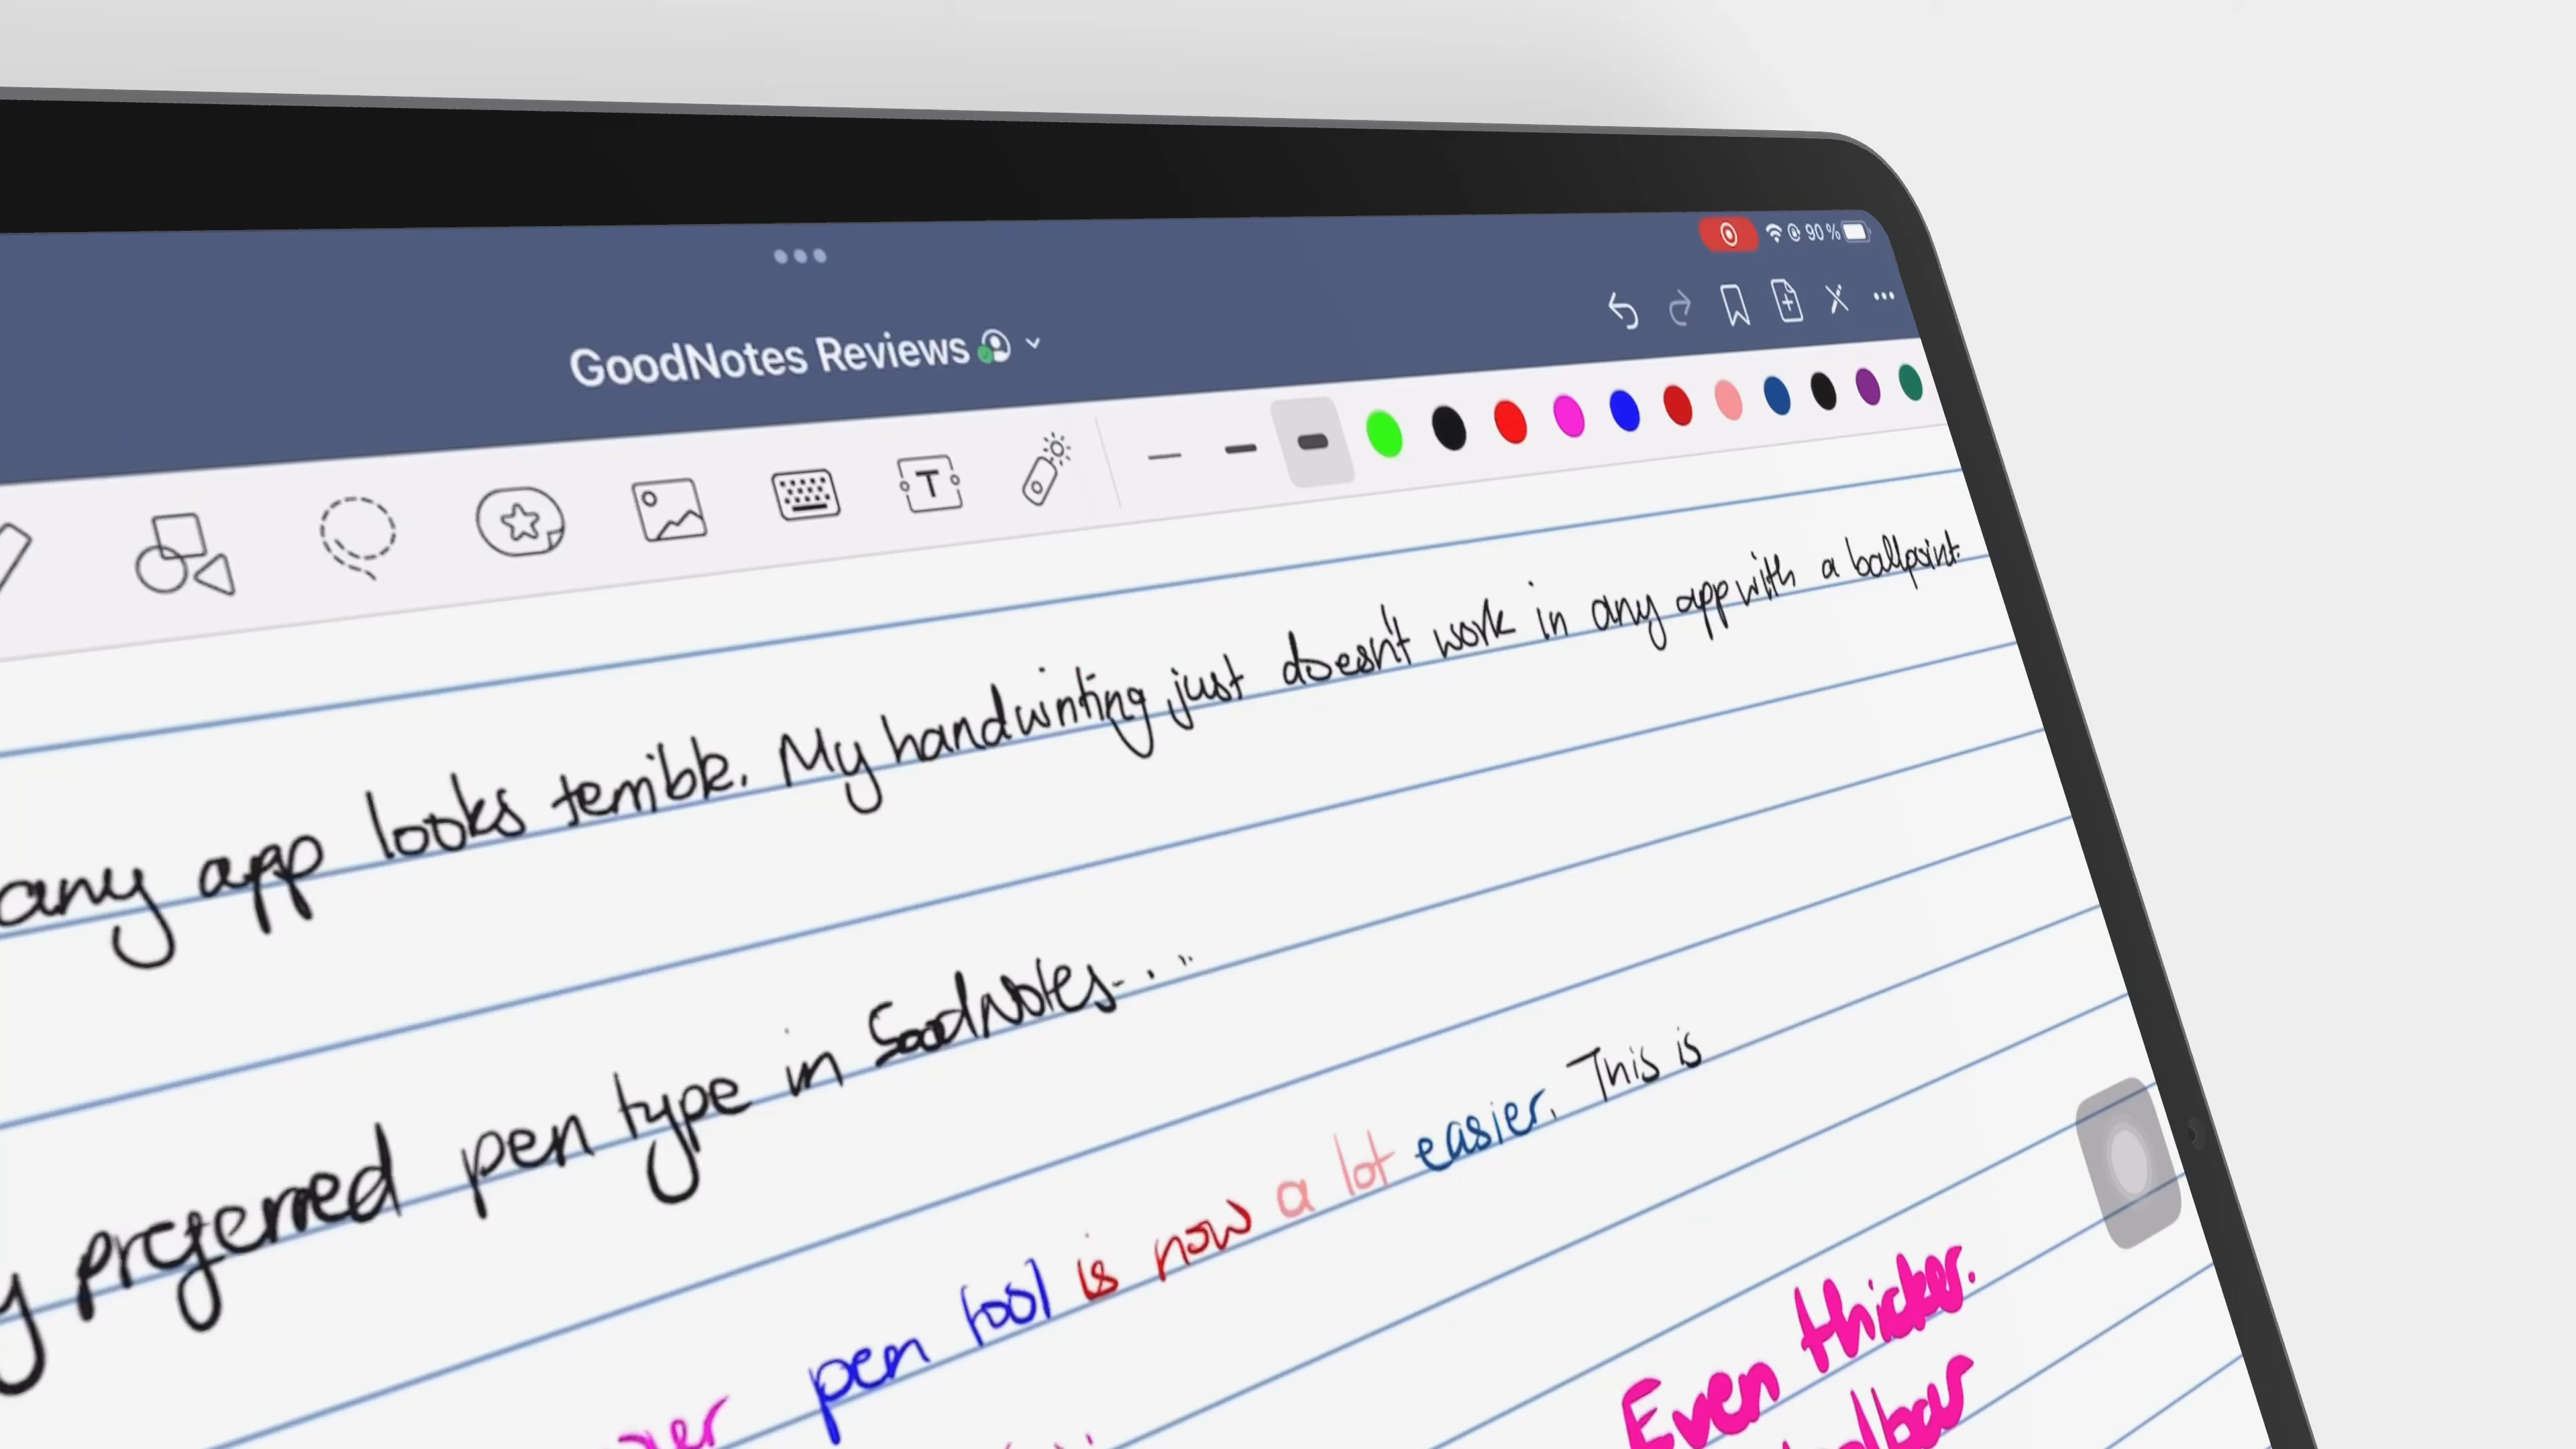 90 %
GoodNotes Reviews
T
any app looks terrible. My handwriting just doesn't work in any app with a ballpoint.
y preferred pen type in GoodNotes...
pen tool is now a lot easier. This is
Even thicker.